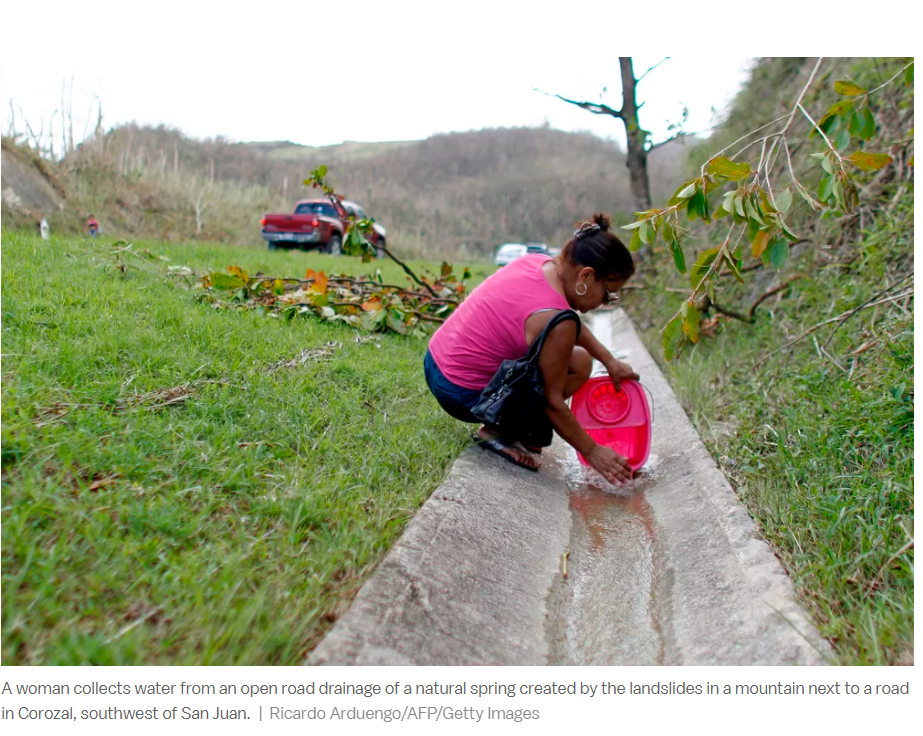 A woman collects water from an open road drainage of a natural spring created by the landslides in a mountain next to a road
in Corozal, southwest of San Juan. | Ricardo Arduengo/AFP/Getty Images